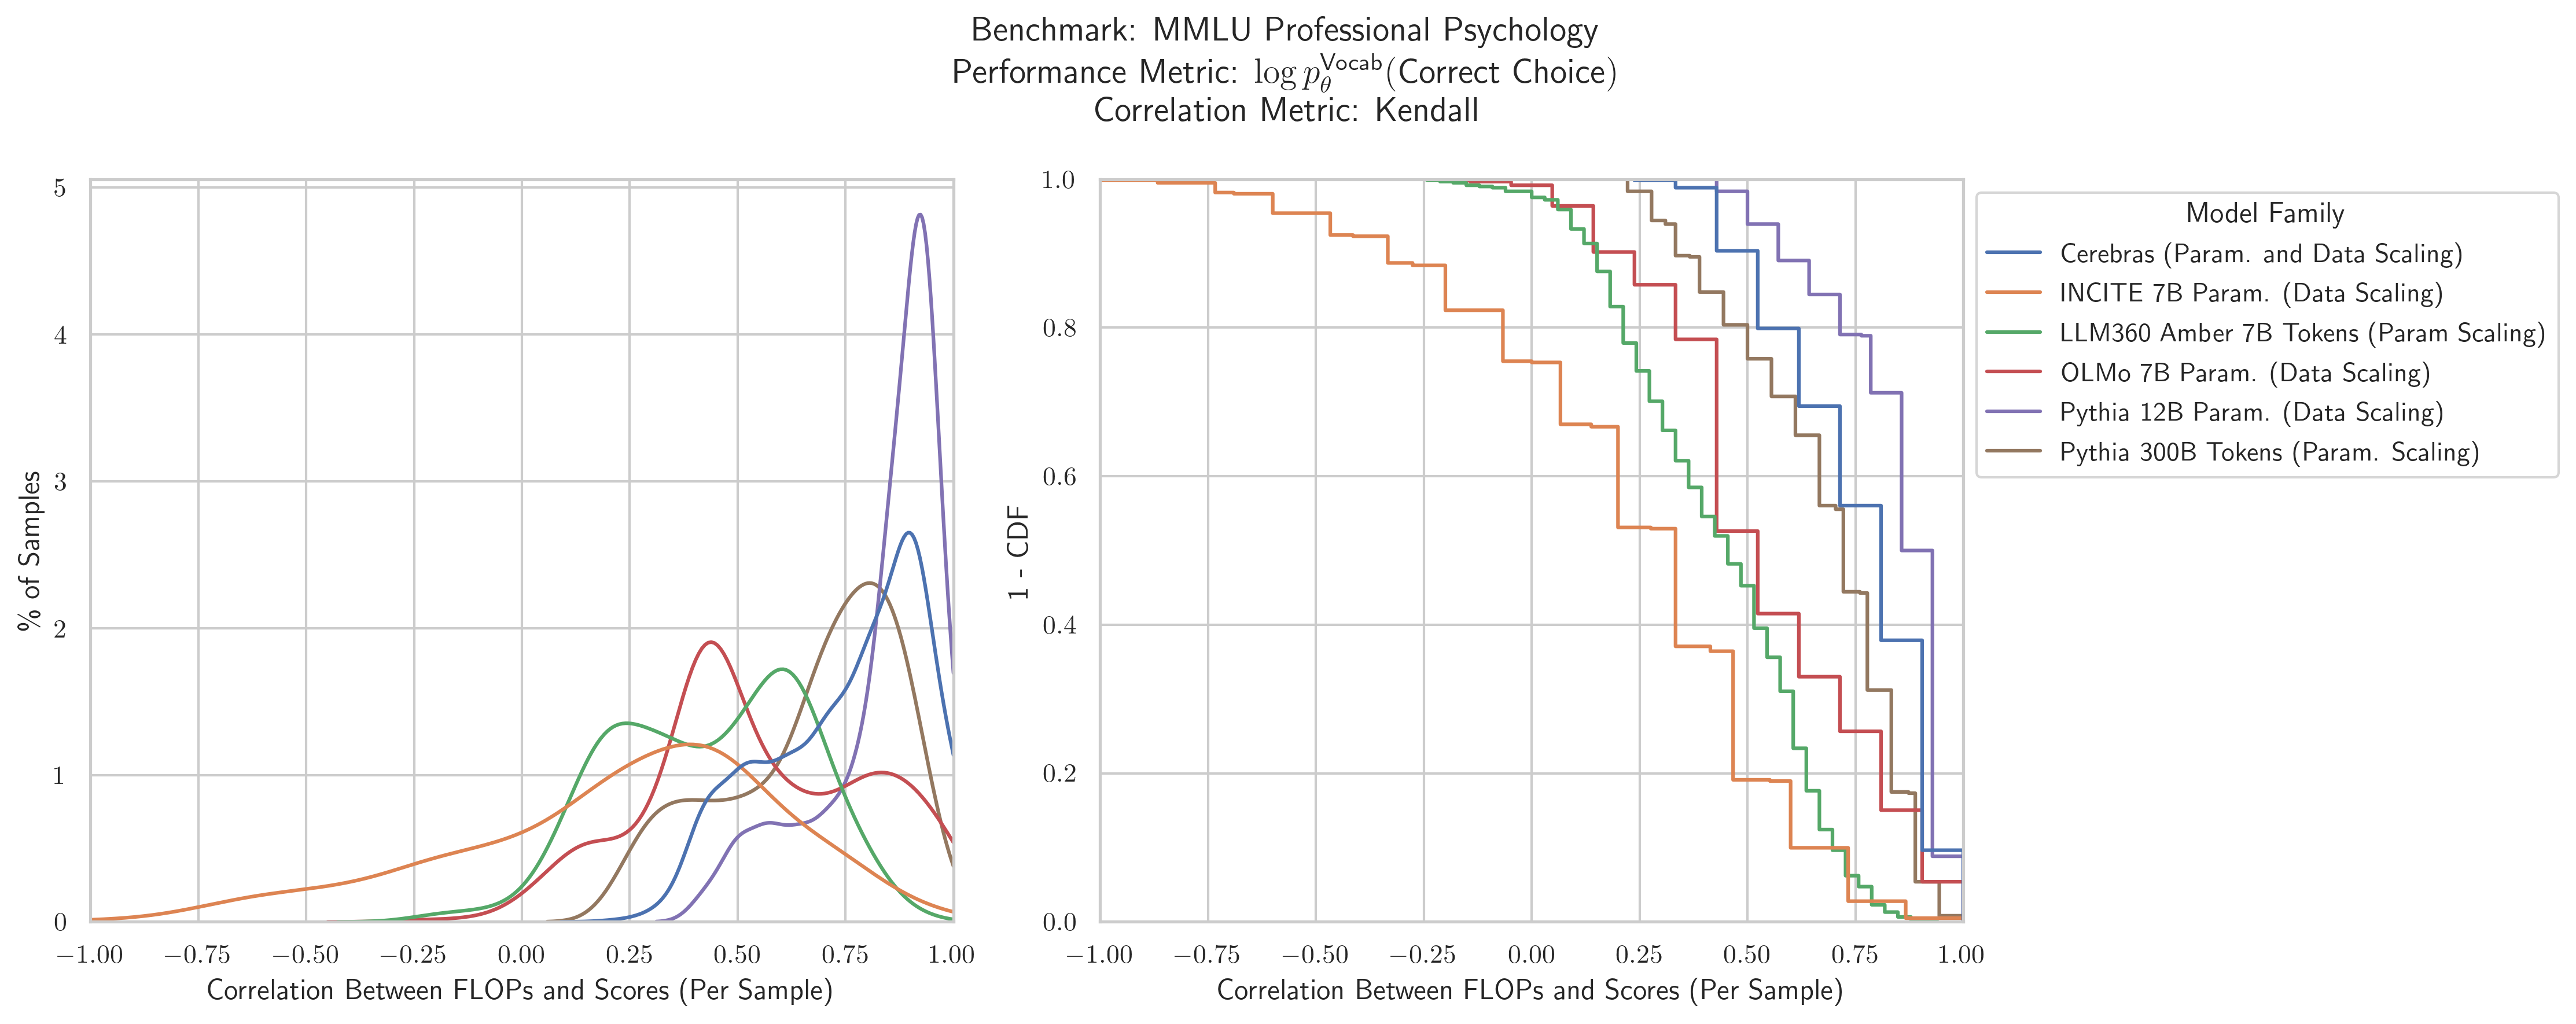 Benchmark: MMLU Professional Psychology
Performance Metric: log p_θ^Vocab(Correct Choice)
Correlation Metric: Kendall
% of Samples
5
4
3
2
1
0
−1.00 −0.75 −0.50 −0.25 0.00 0.25 0.50 0.75 1.00
Correlation Between FLOPs and Scores (Per Sample)
1 - CDF
1.0
0.8
0.6
0.4
0.2
0.0
−1.00 −0.75 −0.50 −0.25 0.00 0.25 0.50 0.75 1.00
Correlation Between FLOPs and Scores (Per Sample)
Model Family
Cerebras (Param. and Data Scaling)
INCITE 7B Param. (Data Scaling)
LLM360 Amber 7B Tokens (Param Scaling)
OLMo 7B Param. (Data Scaling)
Pythia 12B Param. (Data Scaling)
Pythia 300B Tokens (Param. Scaling)